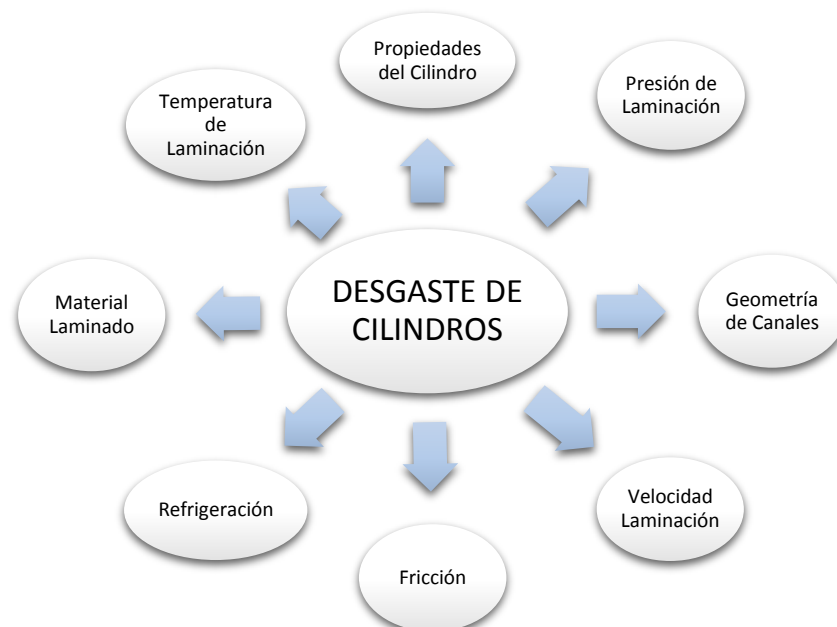 Propiedades
del Cilindro
Presión de
Laminación
Geometría
de Canales
Velocidad
Laminación
Fricción
Refrigeración
Material
Laminado
Temperatura
de
Laminación
DESGASTE DE
CILINDROS